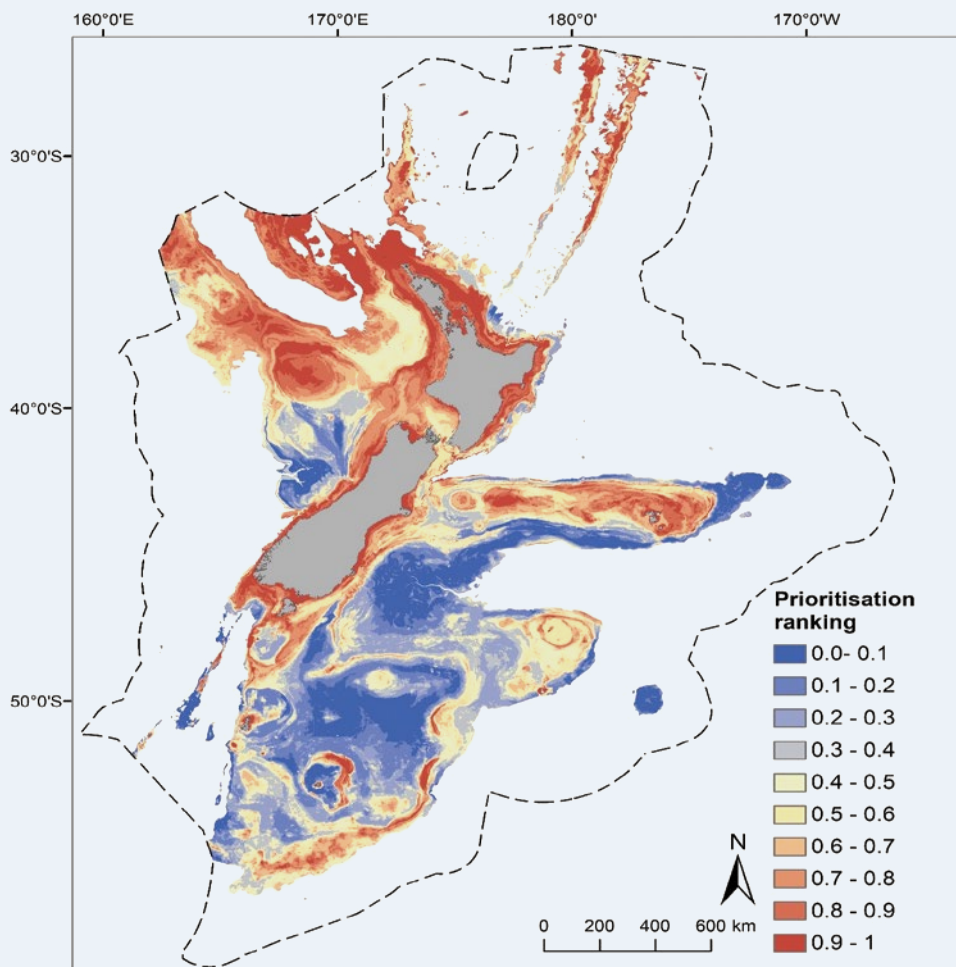 160°0'E 170°0'E 180°0' 170°0'W
30°0'S
40°0'S
50°0'S
Prioritisation
ranking
0.0- 0.1
0.1 - 0.2
0.2 - 0.3
0.3 - 0.4
0.4 - 0.5
0.5 - 0.6
0.6 - 0.7
0.7 - 0.8
0.8 - 0.9
0.9 - 1
N
0 200 400 600 km